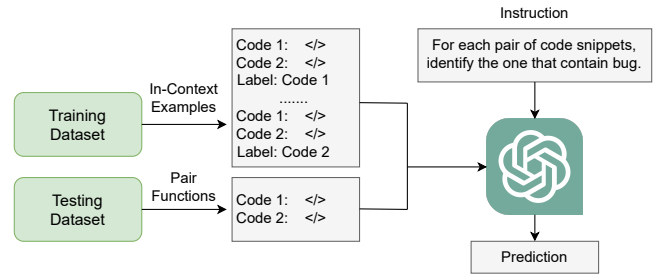 Instruction
For each pair of code snippets,
identify the one that contain bug.
Training
Dataset
In-Context
Examples
Code 1: </>
Code 2: </>
Label: Code 1
.......
Code 1: </>
Code 2: </>
Label: Code 2
Testing
Dataset
Pair
Functions
Code 1: </>
Code 2: </>
Prediction